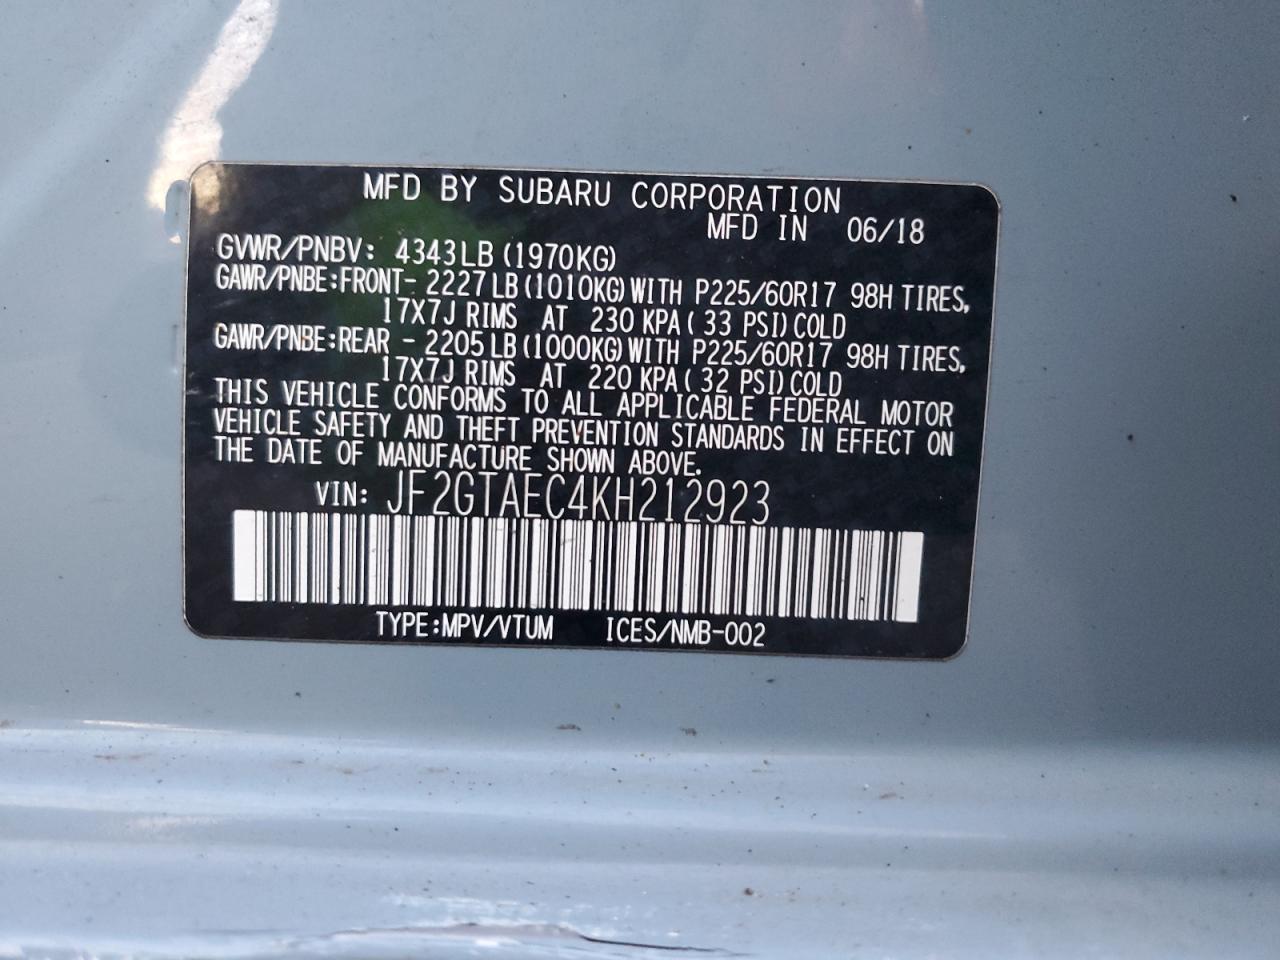 MFD BY SUBARU CORPORATION
MFD IN 06/18
GVWR/PNBV: 4343LB (1970KG)
GAWR/PNBE:FRONT- 2227 LB (1010KG) WITH P225/60R17 98H TIRES,
17X7J RIMS AT 230 KPA( 33 PSI) COLD
GAWR/PNBE:REAR - 2205 LB (1000KG) WITH P225/60R17 98H TIRES,
17X7J RIMS AT 220 KPA( 32 PSI) COLD
THIS VEHICLE CONFORMS TO ALL APPLICABLE FEDERAL MOTOR
VEHICLE SAFETY AND THEFT PREVENTION STANDARDS IN EFFECT ON
THE DATE OF MANUFACTURE SHOWN ABOVE.
VIN: JF2GTAEC4KH212923
TYPE:MPV/VTUM ICES/NMB-002